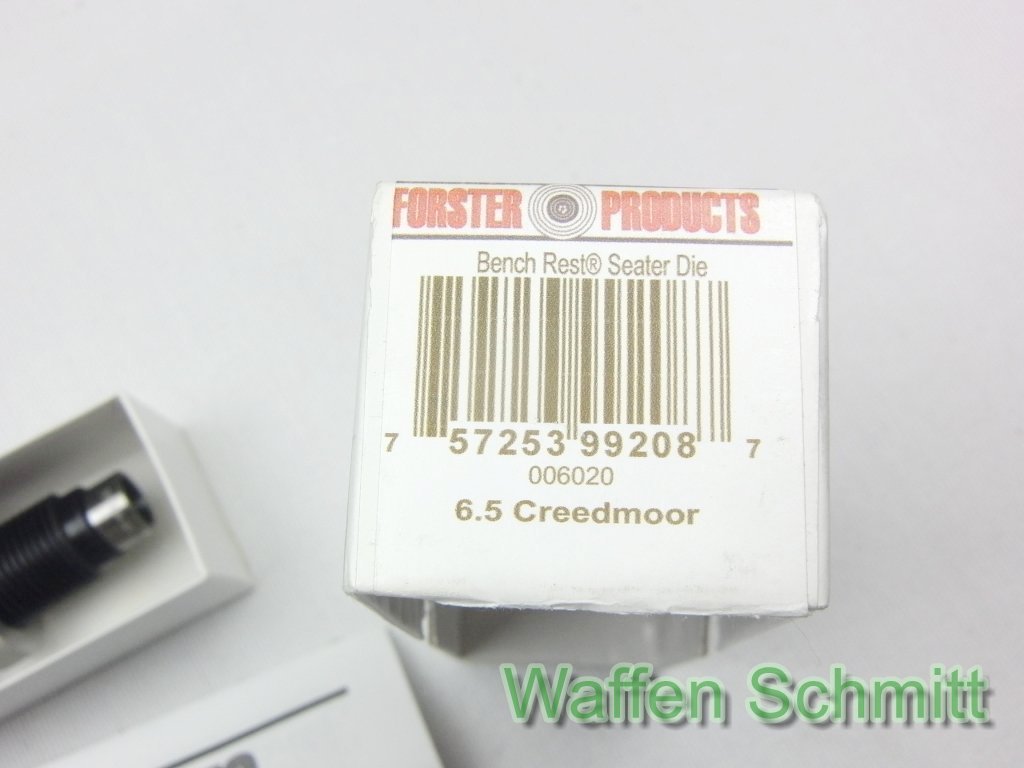 FORSTER PRODUCTS
Bench Rest® Seater Die
7 57253 99208 7
006020
6.5 Creedmoor
Waffen Schmitt